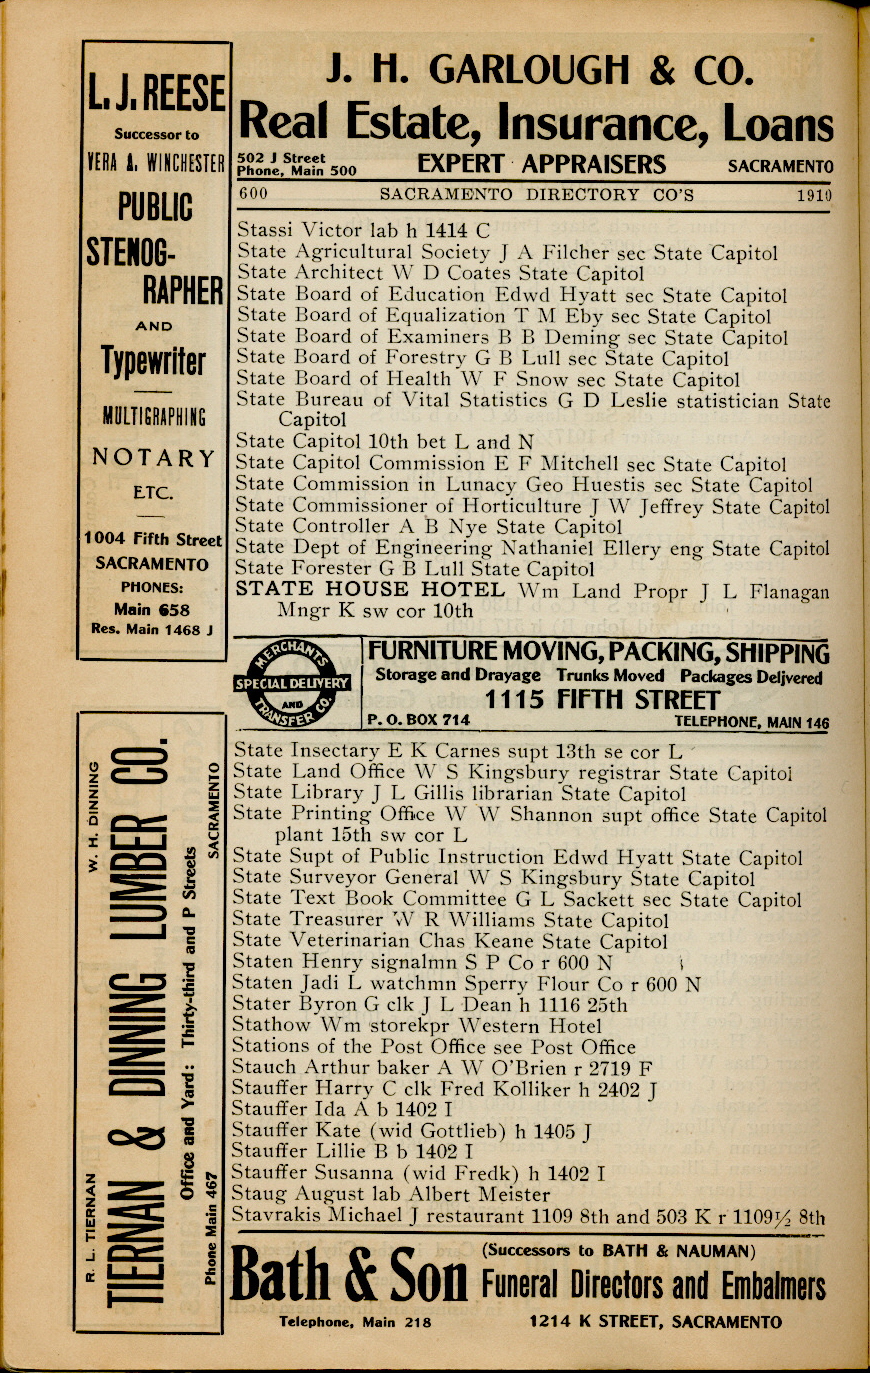 J. H. GARLOUGH & CO.
Real Estate, Insurance, Loans
502 J Street
Phone, Main 500
EXPERT APPRAISERS
SACRAMENTO
600 SACRAMENTO DIRECTORY CO'S 1910
L. J. REESE
Successor to
VERA A. WINCHESTER
PUBLIC
STENOG-
RAPHER
AND
Typewriter
MULTIGRAPHING
NOTARY
ETC.
1004 Fifth Street
SACRAMENTO
PHONES:
Main 658
Res. Main 1468 J
Stassi Victor lab h 1414 C
State Agricultural Society J A Filcher sec State Capitol
State Architect W D Coates State Capitol
State Board of Education Edwd Hyatt sec State Capitol
State Board of Equalization T M Eby sec State Capitol
State Board of Examiners B B Deming sec State Capitol
State Board of Forestry G B Lull sec State Capitol
State Board of Health W F Snow sec State Capitol
State Bureau of Vital Statistics G D Leslie statistician State
Capitol
State Capitol 10th bet L and N
State Capitol Commission E F Mitchell sec State Capitol
State Commission in Lunacy Geo Huestis sec State Capitol
State Commissioner of Horticulture J W Jeffrey State Capitol
State Controller A B Nye State Capitol
State Dept of Engineering Nathaniel Ellery eng State Capitol
State Forester G B Lull State Capitol
STATE HOUSE HOTEL Wm Land Propr J L Flanagan
Mngr K sw cor 10th
MERCHANTS
SPECIAL DELIVERY
AND
TRANSFER CO.
FURNITURE MOVING, PACKING, SHIPPING
Storage and Drayage Trunks Moved Packages Delivered
1115 FIFTH STREET
P. O. BOX 714 TELEPHONE, MAIN 146
State Insectary E K Carnes supt 13th se cor L
State Land Office W S Kingsbury registrar State Capitol
State Library J L Gillis librarian State Capitol
State Printing Office W W Shannon supt office State Capitol
plant 15th sw cor L
State Supt of Public Instruction Edwd Hyatt State Capitol
State Surveyor General W S Kingsbury State Capitol
State Text Book Committee G L Sackett sec State Capitol
State Treasurer W R Williams State Capitol
State Veterinarian Chas Keane State Capitol
Staten Henry signalmn S P Co r 600 N
Staten Jadi L watchmn Sperry Flour Co r 600 N
Stater Byron G clk J L Dean h 1116 25th
Stathow Wm storekpr Western Hotel
Stations of the Post Office see Post Office
Stauch Arthur baker A W O'Brien r 2719 F
Stauffer Harry C clk Fred Kolliker h 2402 J
Stauffer Ida A b 1402 I
Stauffer Kate (wid Gottlieb) h 1405 J
Stauffer Lillie B b 1402 I
Stauffer Susanna (wid Fredk) h 1402 I
Staug August lab Albert Meister
Stavrakis Michael J restaurant 1109 8th and 503 K r 1109½ 8th
R. L. TIERNAN W. H. DINNING
TIERNAN & DINNING LUMBER CO.
Office and Yard: Thirty-third and P Streets
Phone Main 467 SACRAMENTO
Bath & Son
Telephone, Main 218
(Successors to BATH & NAUMAN)
Funeral Directors and Embalmers
1214 K STREET, SACRAMENTO